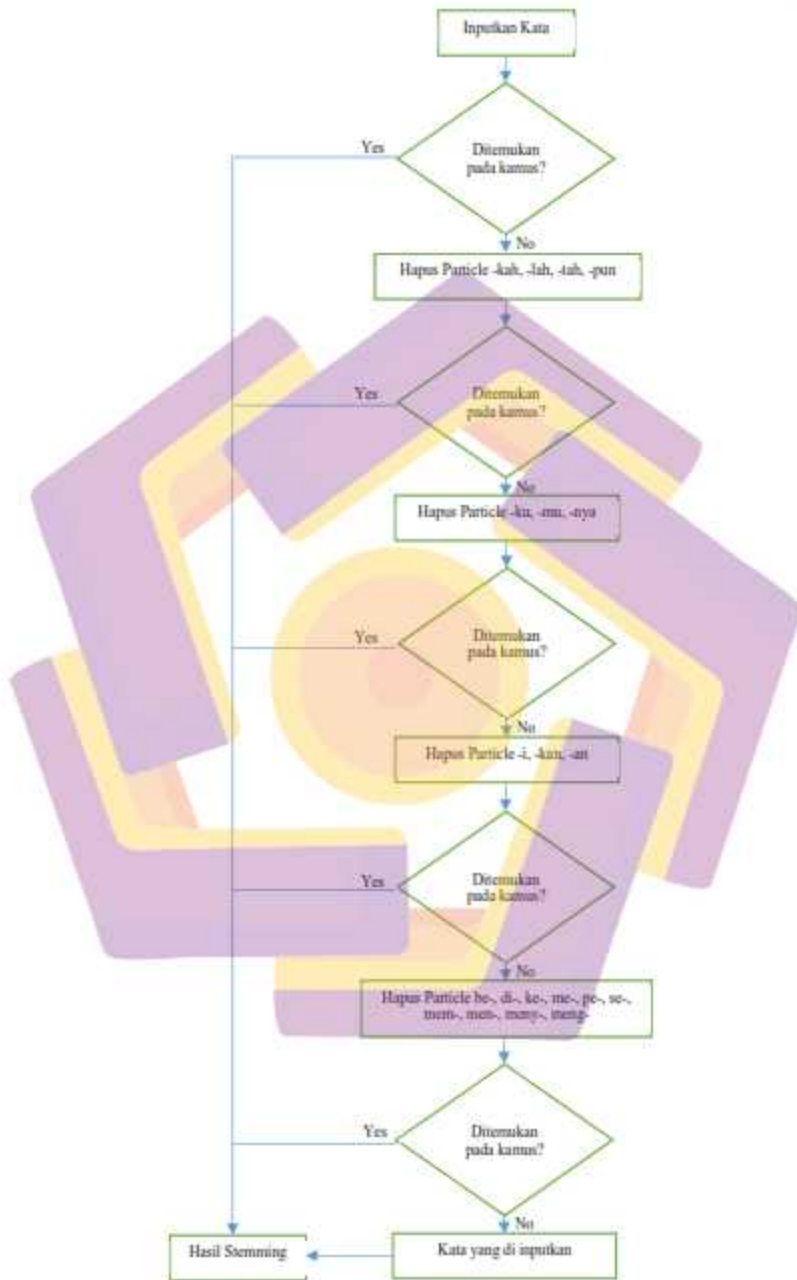 Inputkan Kata
Ditemukan
pada kamus?
Yes
No
Hapus Particle -kah, -lah, -tah, -pun
Ditemukan
pada kamus?
Yes
No
Hapus Particle -ku, -mu, -nya
Ditemukan
pada kamus?
Yes
No
Hapus Particle -i, -kan, -an
Ditemukan
pada kamus?
Yes
No
Hapus Particle be-, di-, ke-, me-, pe-, se-,
mem-, men-, meny-, meng-
Ditemukan
pada kamus?
Yes
No
Hasil Stemming
Kata yang di inputkan